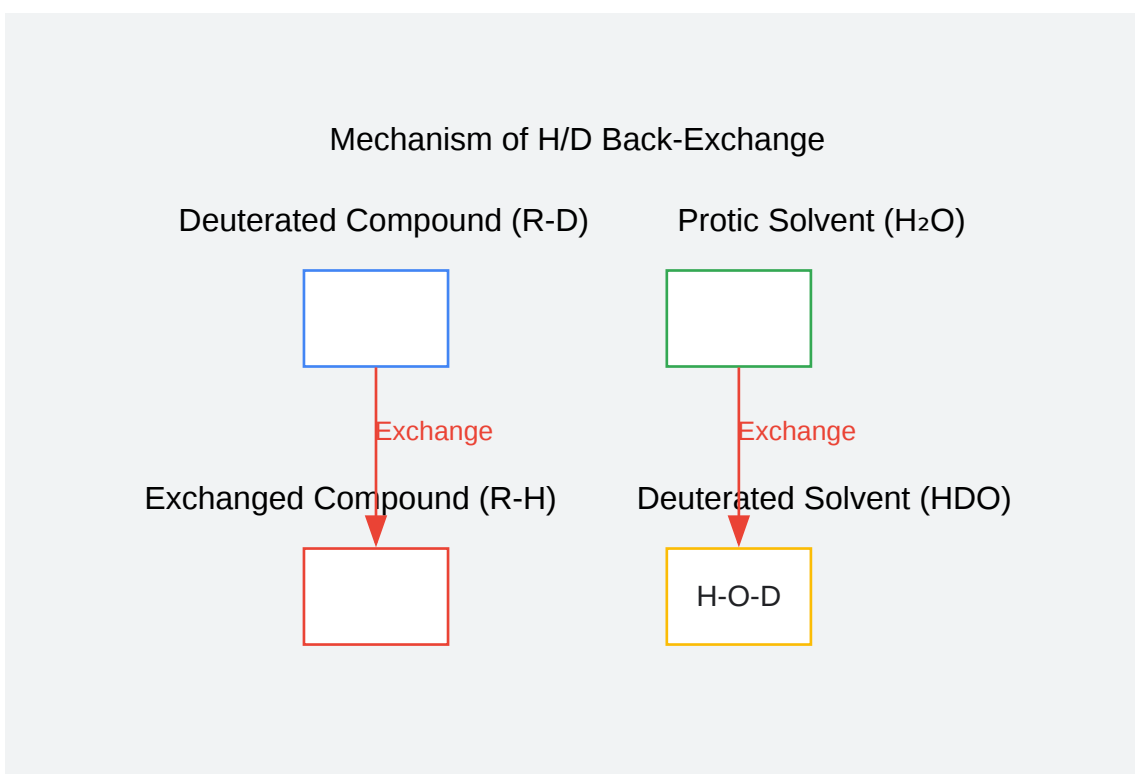 Mechanism of H/D Back-Exchange
Deuterated Compound (R-D) Protic Solvent (H₂O)
Exchange Exchange
Exchanged Compound (R-H) Deuterated Solvent (HDO)
H-O-D